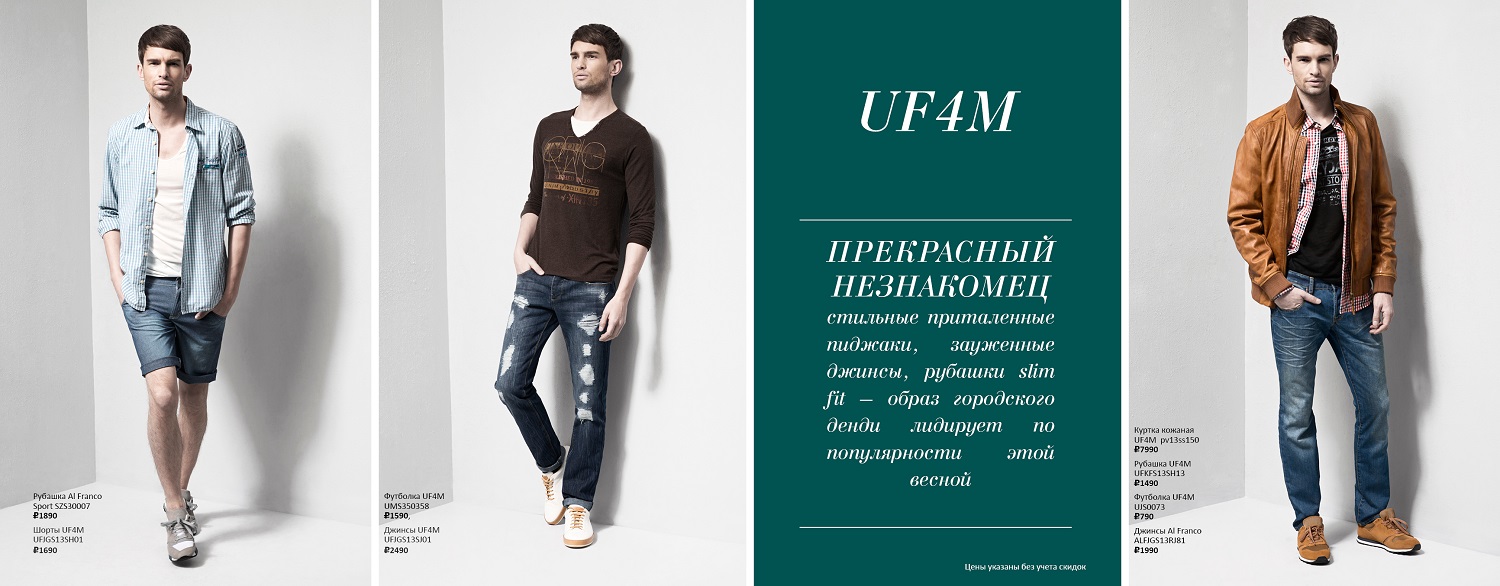 Рубашка Al Franco
Sport SZS30007
₽1890
Шорты UF4M
UFJGS13SH01
₽1690
Футболка UF4M
UMS350358
₽1590,
Джинсы UF4M
UFJGS13SJ01
₽2490
UF4M
ПРЕКРАСНЫЙ
НЕЗНАКОМЕЦ
стильные приталенные
пиджаки, зауженные
джинсы, рубашки slim
fit – образ городского
денди лидирует по
популярности этой
весной
Цены указаны без учета скидок
Куртка кожаная
UF4M pv13ss150
₽7990
Рубашка UF4M
UFKFS13SH13
₽1490
Футболка UF4M
UJS0073
₽790
Джинсы Al Franco
ALFJGS13RJ81
₽1990